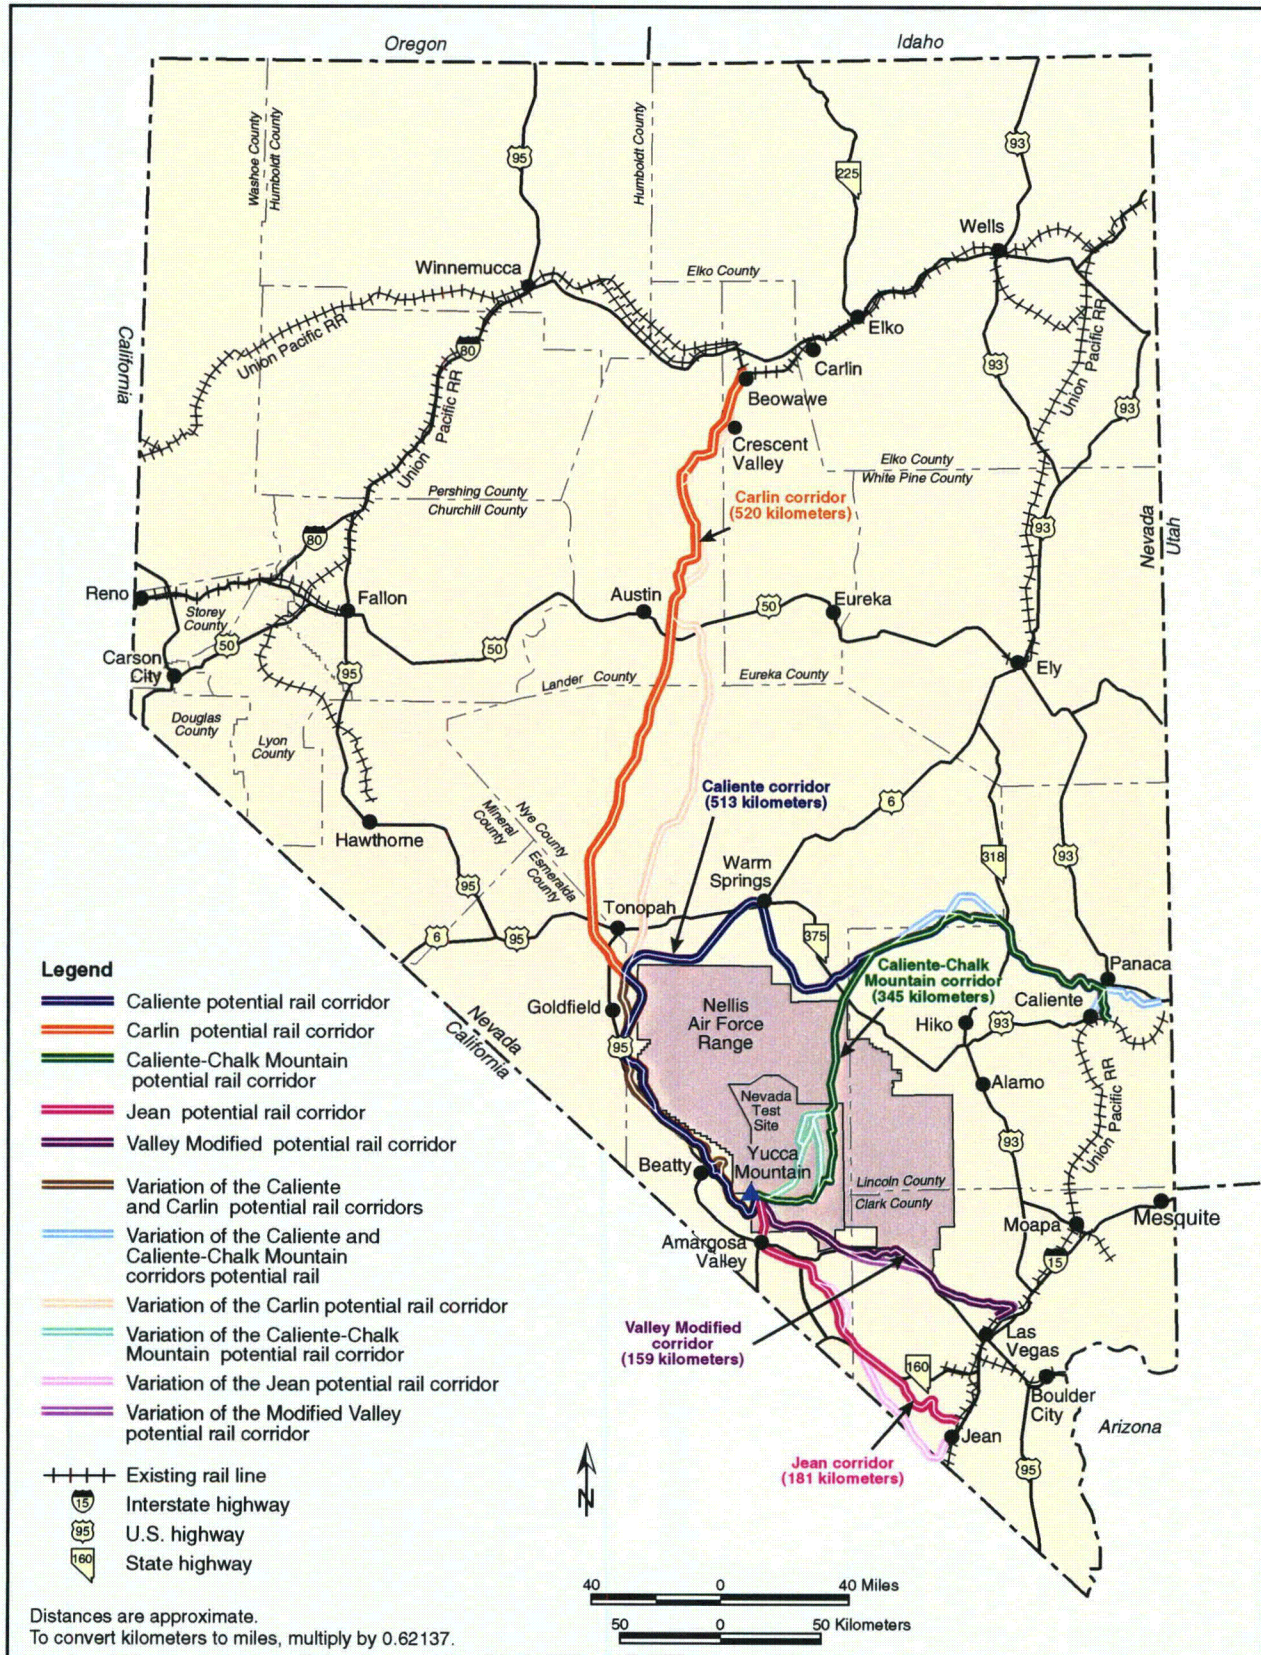 Oregon
Idaho
Washoe County
Humboldt County
Humboldt County
95
225
93
Wells
Winnemucca
Elko County
Elko
California
Union Pacific RR
80
Carlin
93
Union Pacific RR
Beowawe
93
Union Pacific RR
Crescent
Valley
Elko County
White Pine County
Pershing County
Churchill County
Carlin corridor
(520 kilometers)
80
93
Nevada
Utah
Reno
Fallon
Austin
50
Eureka
Storey
County
50
50
Carson
City
95
Ely
Lander County
Eureka County
Douglas
County
Lyon
County
Caliente corridor
(513 kilometers)
6
Nye County
Mineral
County
Esmeralda
County
Hawthorne
318
93
Warm
Springs
95
Tonopah
6
95
375
Panaca
Caliente-Chalk
Mountain corridor
(345 kilometers)
Caliente
Goldfield
Nellis
Air Force
Range
Hiko
93
Nevada
California
95
Alamo
Nevada
Test
Site
Union Pacific RR
93
Beatty
Yucca
Mountain
Lincoln County
Clark County
Moapa
Mesquite
Amargosa
Valley
15
Valley Modified
corridor
(159 kilometers)
Las
Vegas
160
Boulder
City
Arizona
Jean
Jean corridor
(181 kilometers)
95
Legend
Caliente potential rail corridor
Carlin potential rail corridor
Caliente-Chalk Mountain
potential rail corridor
Jean potential rail corridor
Valley Modified potential rail corridor
Variation of the Caliente
and Carlin potential rail corridors
Variation of the Caliente and
Caliente-Chalk Mountain
corridors potential rail
Variation of the Carlin potential rail corridor
Variation of the Caliente-Chalk
Mountain potential rail corridor
Variation of the Jean potential rail corridor
Variation of the Modified Valley
potential rail corridor
Existing rail line
15 Interstate highway
95 U.S. highway
160 State highway
N
40 0 40 Miles
50 0 50 Kilometers
Distances are approximate.
To convert kilometers to miles, multiply by 0.62137.